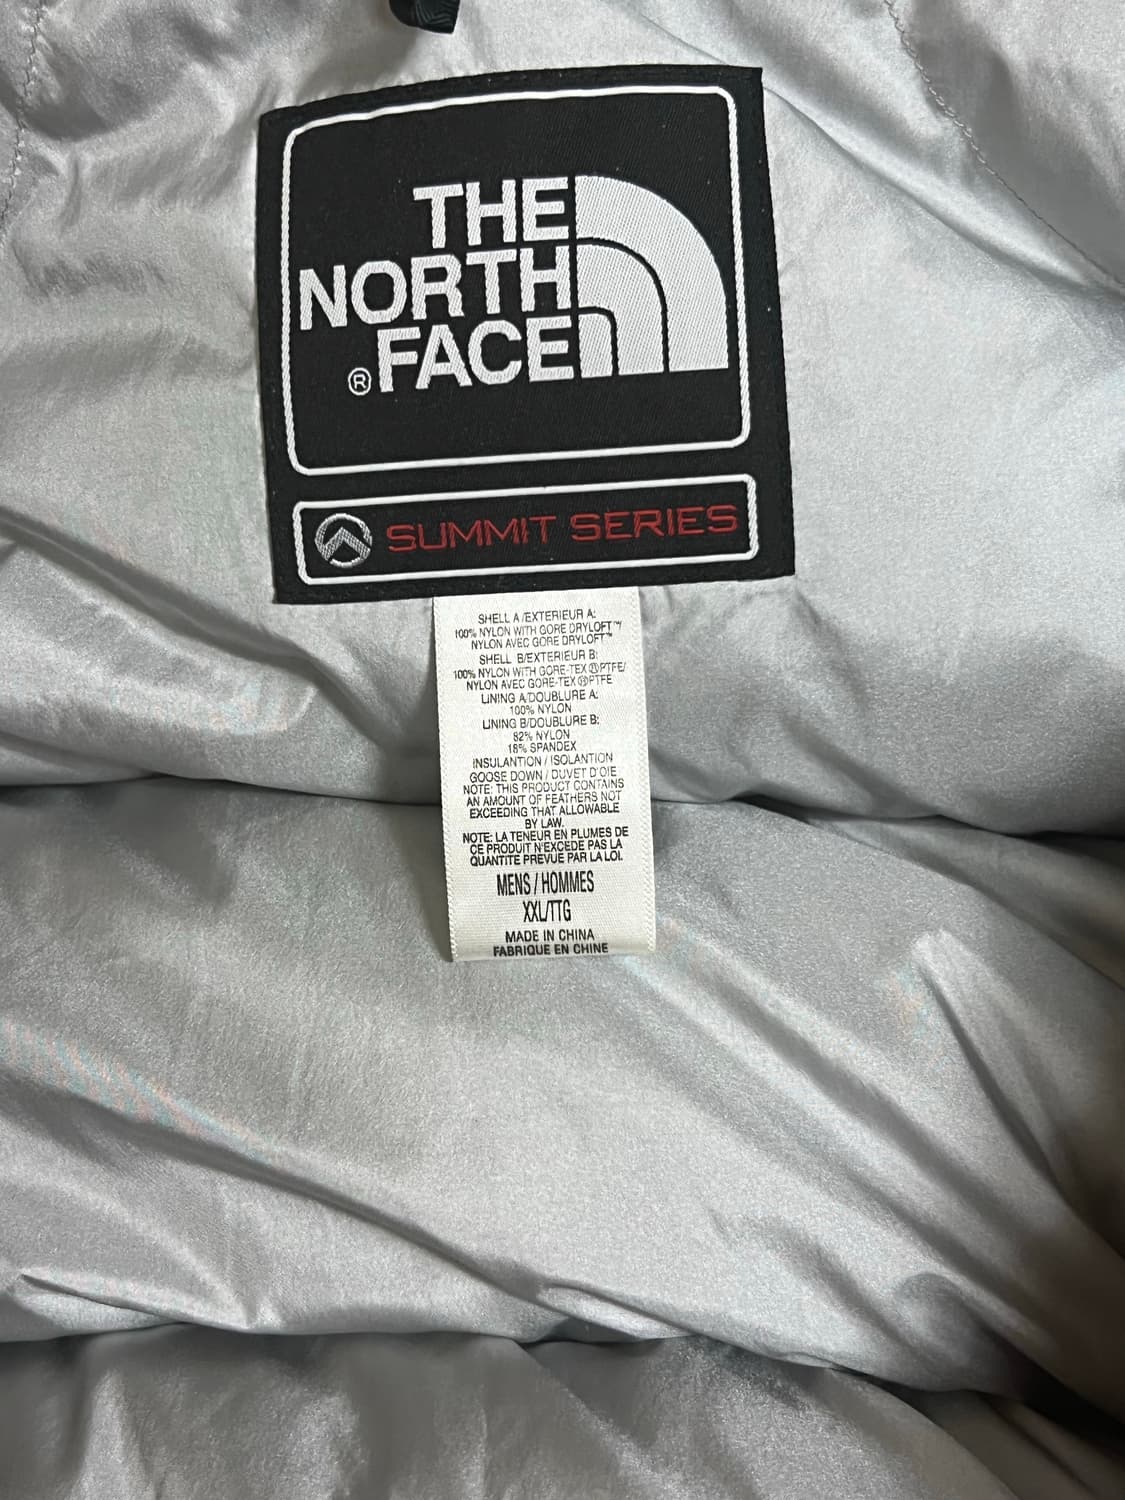 THE
NORTH
® FACE
SUMMIT SERIES
SHELL A/EXTERIEUR A:
100% NYLON WITH GORE DRYLOFT™/
NYLON AVEC GORE DRYLOFT™
SHELL B/EXTERIEUR B:
100% NYLON WITH GORE-TEX ® PTFE/
NYLON AVEC GORE-TEX ® PTFE
LINING A/DOUBLURE A:
100% NYLON
LINING B/DOUBLURE B:
82% NYLON
18% SPANDEX
INSULANTION / ISOLANTION
GOOSE DOWN / DUVET D'OIE
NOTE: THIS PRODUCT CONTAINS
AN AMOUNT OF FEATHERS NOT
EXCEEDING THAT ALLOWABLE
BY LAW.
NOTE: LA TENEUR EN PLUMES DE
CE PRODUIT N'EXCEDE PAS LA
QUANTITE PREVUE PAR LA LOI.
MENS / HOMMES
XXL/TTG
MADE IN CHINA
FABRIQUE EN CHINE